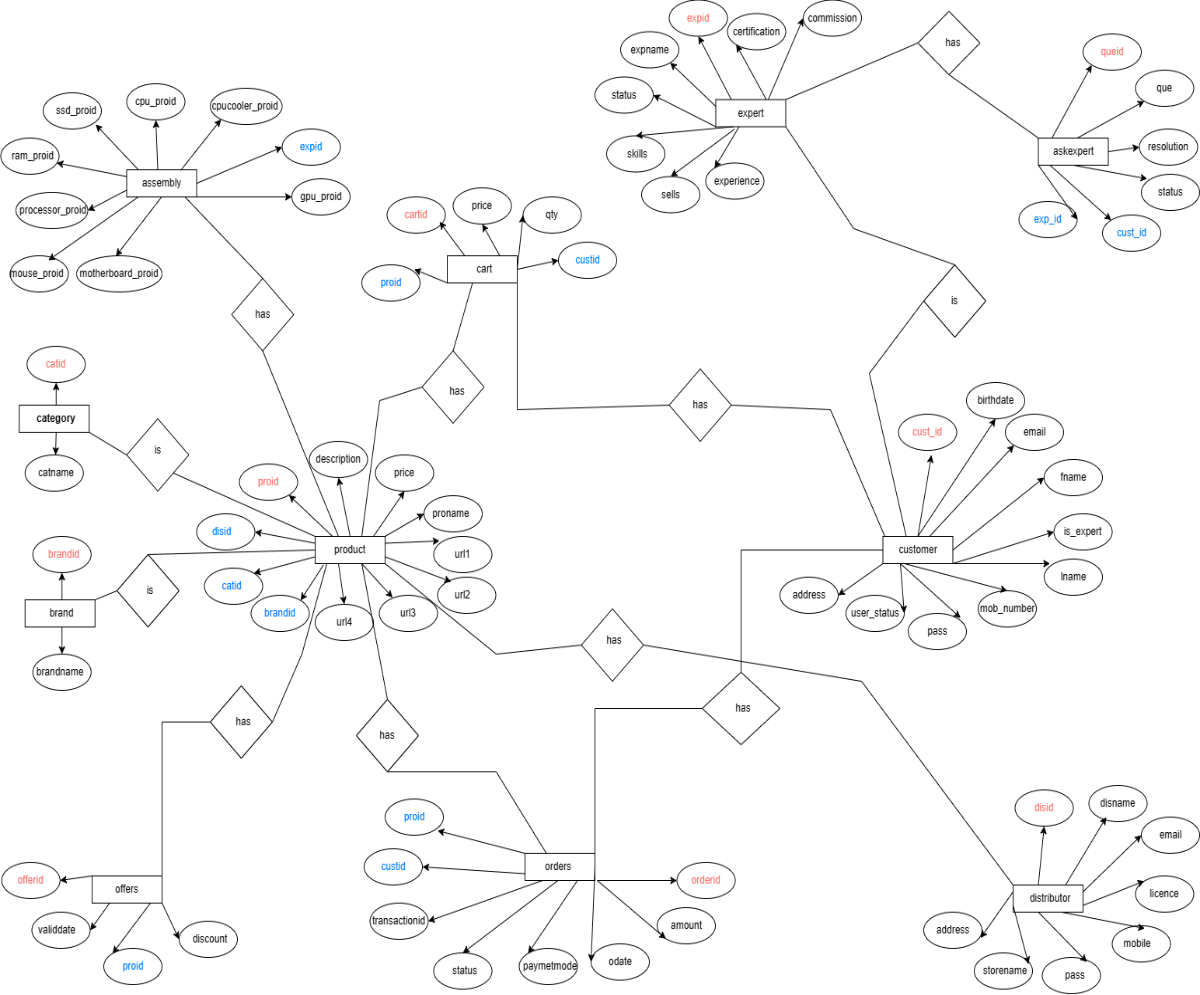 expid
commission
certification
has
expname
queid
status
que
cpu_proid
cpucooler_proid
ssd_proid
expert
expid
resolution
askexpert
ram_proid
skills
assembly
experience
status
sells
gpu_proid
processor_proid
price
cartid
qty
exp_id
cust_id
mouse_proid
motherboard_proid
cart
custid
proid
is
has
catid
has
birthdate
has
category
cust_id
email
is
description
catname
price
fname
proid
proname
disid
is_expert
brandid
product
url1
customer
lname
catid
is
address
url2
brand
brandid
url3
user_status
mob_number
url4
pass
has
brandname
has
has
has
disid
disname
proid
email
custid
orders
offerid
orderid
offers
licence
distributor
transactionid
amount
validdate
address
discount
mobile
proid
status
paymetmode
odate
storename
pass